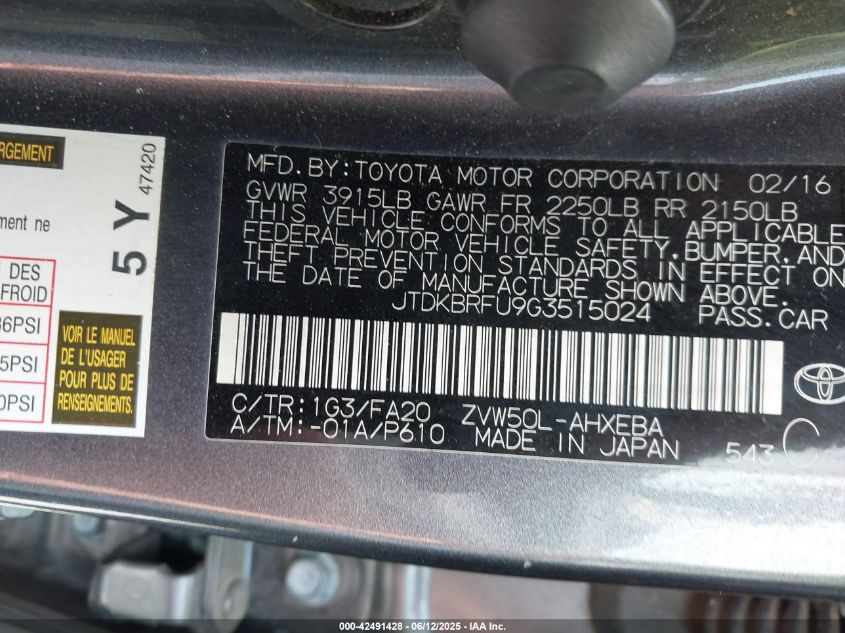 RGEMENT
ment ne
DES
FROID
36PSI
5PSI
0PSI
5 Y
47420
VOIR LE MANUEL
DE L'USAGER
POUR PLUS DE
RENSEIGNEMENTS.
MFD.BY:TOYOTA MOTOR CORPORATION 02/16
GVWR 3915LB GAWR FR 2250LB RR 2150LB
THIS VEHICLE CONFORMS TO ALL APPLICABLE
FEDERAL MOTOR VEHICLE SAFETY,BUMPER,AND
THEFT PREVENTION STANDARDS IN EFFECT ON
THE DATE OF MANUFACTURE SHOWN ABOVE.
JTDKBRFU9G3515024 PASS.CAR
C/TR:1G3/FA20 ZVW50L-AHXEBA
A/TM:-01A/P610 MADE IN JAPAN 543 C
000-42491428 - 06/12/2025 - IAA, Inc.